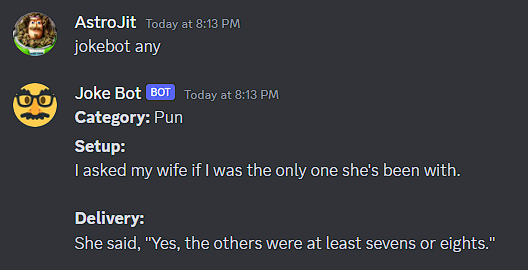 AstroJit Today at 8:13 PM
jokebot any
Joke Bot BOT Today at 8:13 PM
Category: Pun
Setup:
I asked my wife if I was the only one she's been with.
Delivery:
She said, "Yes, the others were at least sevens or eights."